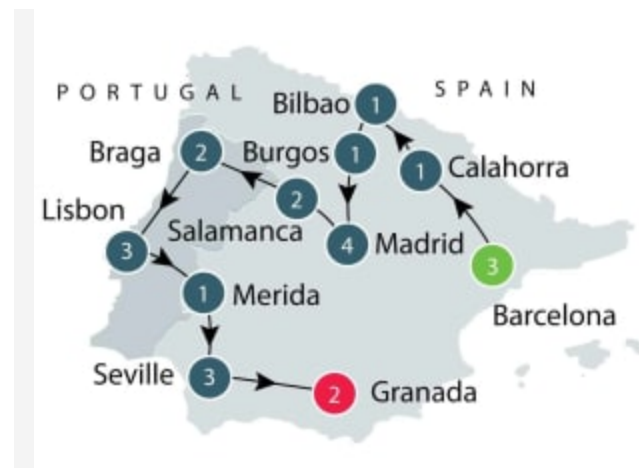 PORTUGAL
SPAIN
Bilbao 1
Braga 2
Burgos 1
1 Calahorra
2
Salamanca
Lisbon
3
4 Madrid
3
Barcelona
1 Merida
Seville 3
2 Granada